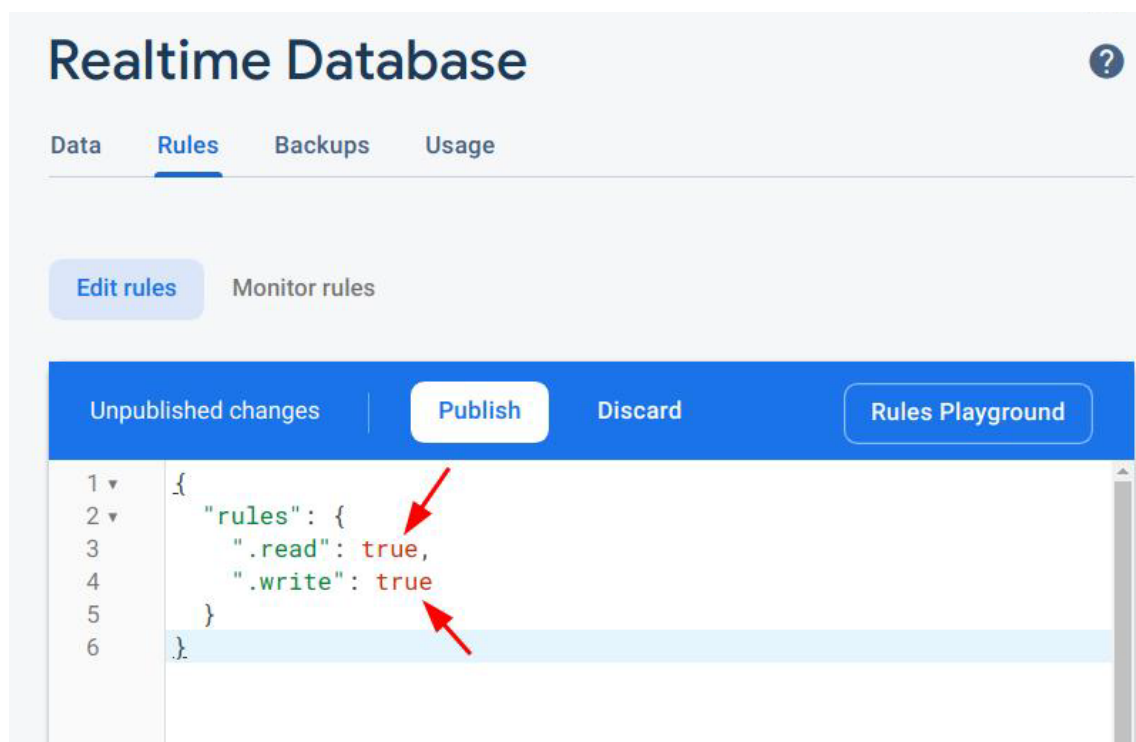 Realtime Database
Data Rules Backups Usage
Edit rules Monitor rules
Unpublished changes Publish Discard Rules Playground
1 {
2 "rules": {
3 ".read": true,
4 ".write": true
5 }
6 }